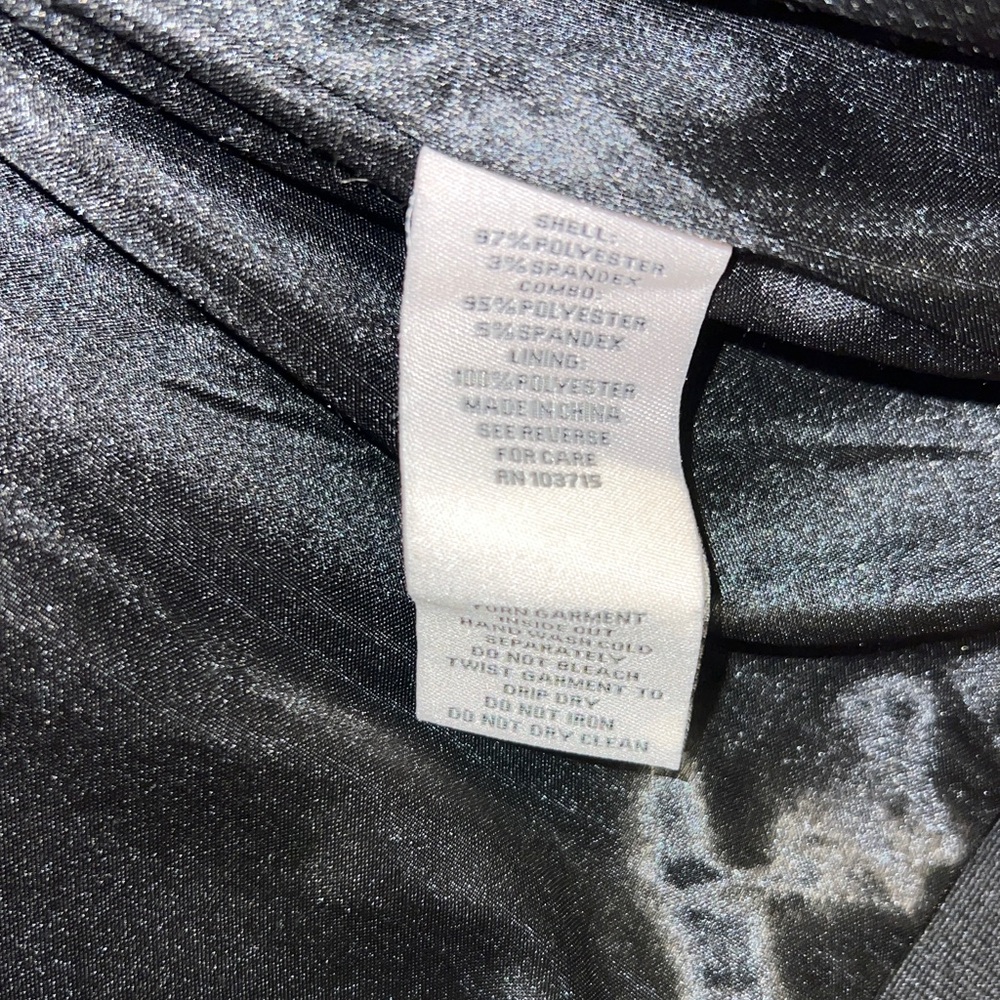 SHELL:
97%POLYESTER
3%SPANDEX
COMBO:
95%POLYESTER
5%SPANDEX
LINING:
100%POLYESTER
MADE IN CHINA
SEE REVERSE
FOR CARE
RN 103715
TURN GARMENT
INSIDE OUT
HAND WASH COLD
SEPARATELY
DO NOT BLEACH
TWIST GARMENT TO
DRIP DRY
DO NOT IRON
DO NOT DRY CLEAN